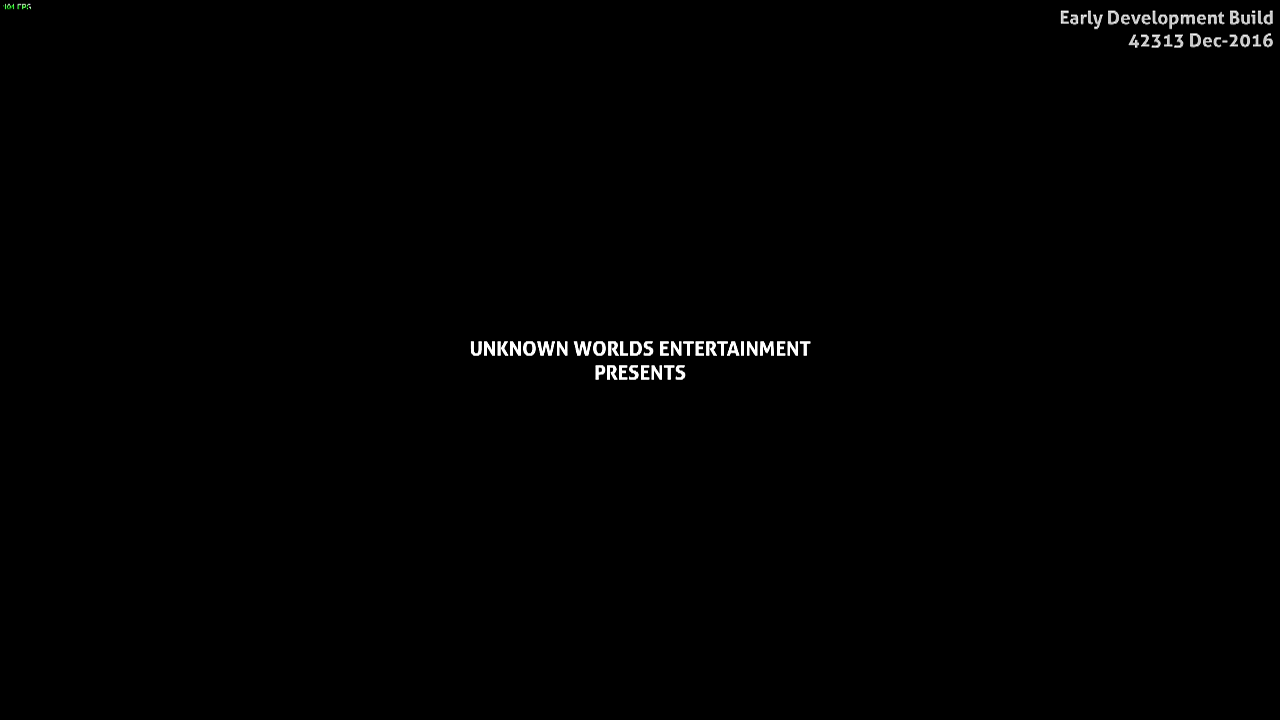 Early Development Build
42313 Dec-2016
UNKNOWN WORLDS ENTERTAINMENT
PRESENTS